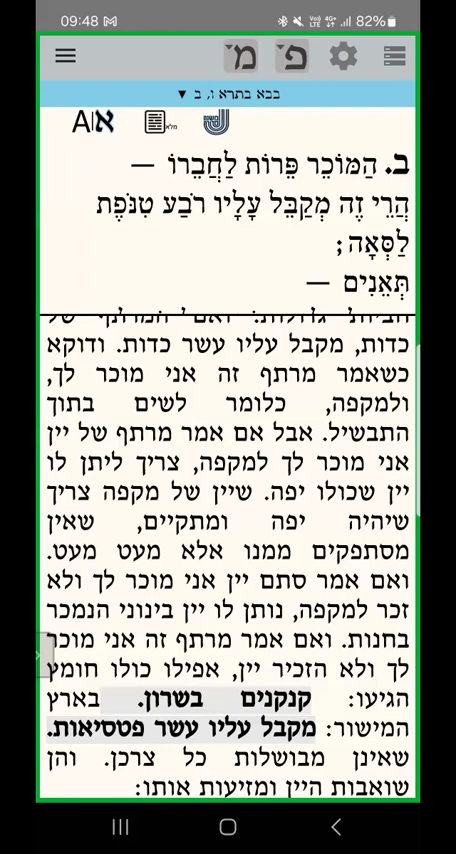 09:48
82%
פ׳ מ׳
בבא בתרא ו, ב ▼
Aא
ב. הַמּוֹכֵר פֵּרוֹת לַחֲבֵרוֹ —
הֲרֵי זֶה מְקַבֵּל עָלָיו רֹבַע טִנֹּפֶת
לַסְּאָה;
תְּאֵנִים —
כדות, מקבל עליו עשר כדות. ודוקא
כשאמר מרתף זה אני מוכר לך,
ולמקפה, כלומר לשים בתוך
התבשיל. אבל אם אמר מרתף של יין
אני מוכר לך למקפה, צריך ליתן לו
יין שכולו יפה. שיין של מקפה צריך
שיהיה יפה ומתקיים, שאין
מסתפקים ממנו אלא מעט מעט.
ואם אמר סתם יין אני מוכר לך ולא
זכר למקפה, נותן לו יין בינוני הנמכר
בחנות. ואם אמר מרתף זה אני מוכר
לך ולא הזכיר יין, אפילו כולו חומץ
הגיעו: קנקנים בשרון. בארץ
המישור: מקבל עליו עשר פטסיאות.
שאינן מבושלות כל צרכן. והן
שואבות היין ומזיעות אותו: